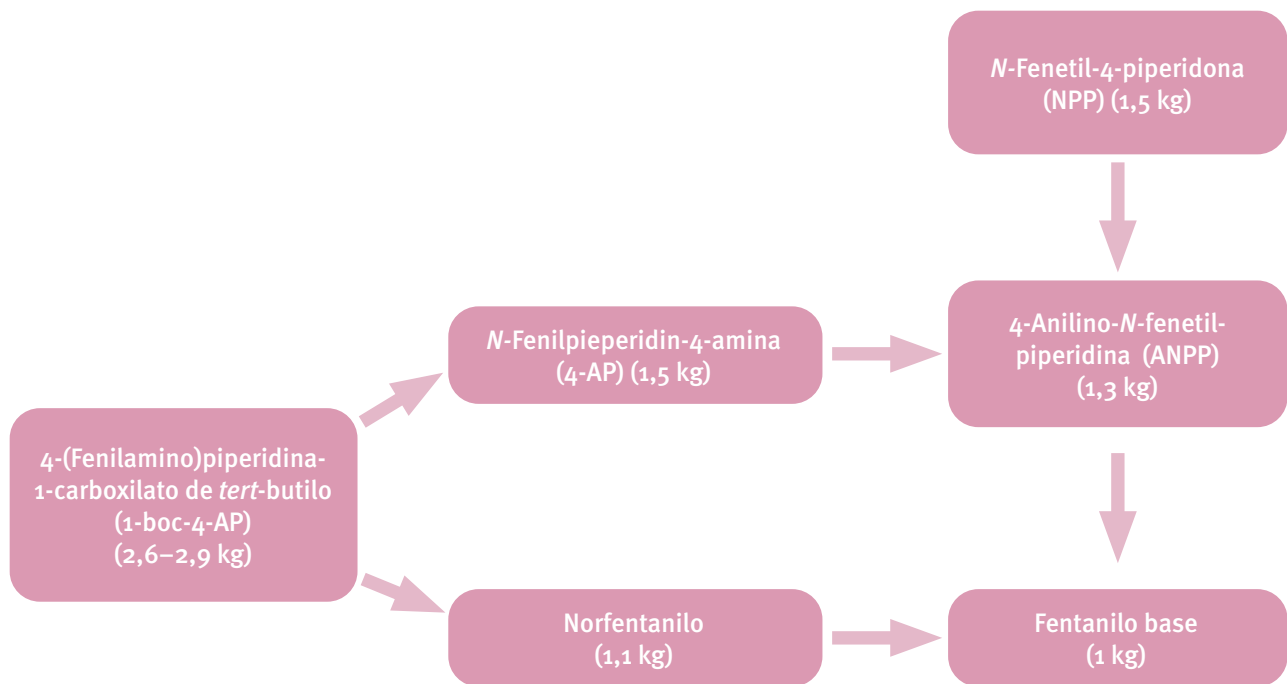 N-Fenetil-4-piperidona
(NPP) (1,5 kg)
N-Fenilpieperidin-4-amina
(4-AP) (1,5 kg)
4-Anilino-N-fenetil-
piperidina (ANPP)
(1,3 kg)
4-(Fenilamino)piperidina-
1-carboxilato de tert-butilo
(1-boc-4-AP)
(2,6–2,9 kg)
Norfentanilo
(1,1 kg)
Fentanilo base
(1 kg)